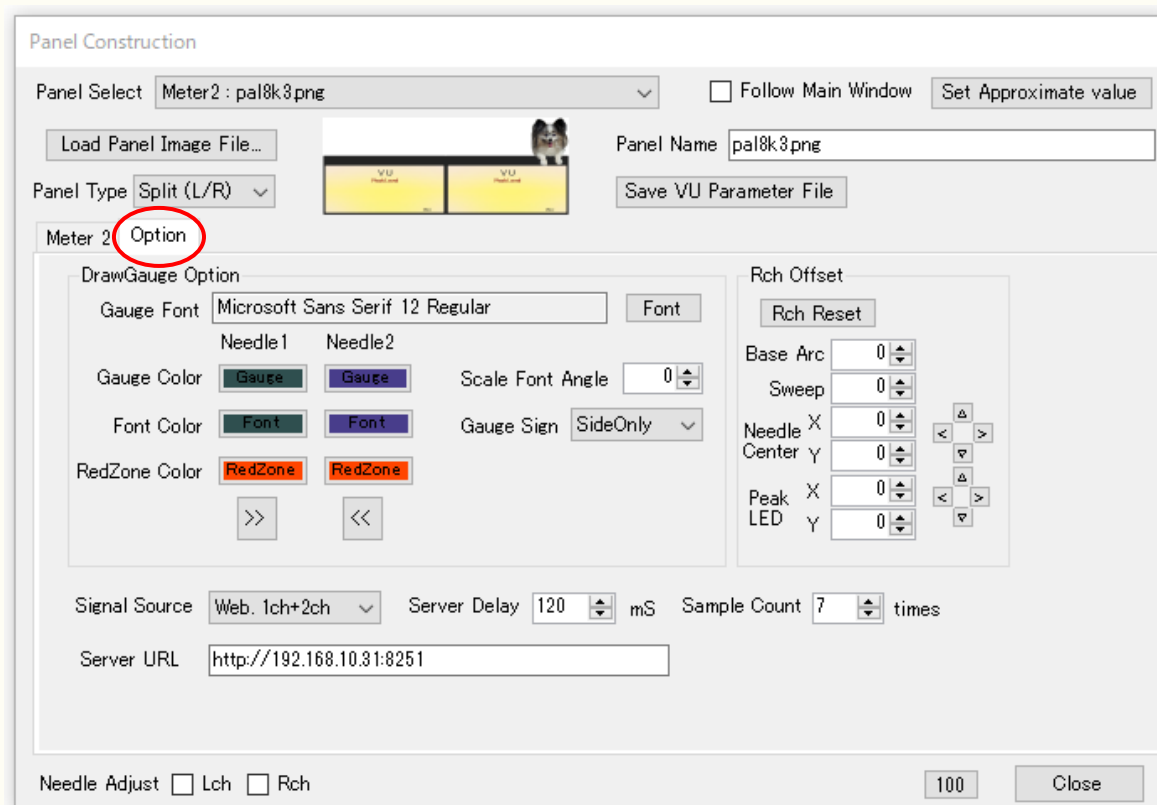 Panel Construction
Panel Select Meter2 : pal8k3.png Follow Main Window Set Approximate value
Load Panel Image File... Panel Name pal8k3.png
Panel Type Split (L/R) Save VU Parameter File
VU VU
Meter 2 Option
DrawGauge Option Rch Offset
Gauge Font Microsoft Sans Serif 12 Regular Font Rch Reset
Needle1 Needle2 Base Arc 0
Gauge Color Gauge Gauge Scale Font Angle 0 Sweep 0
Font Color Font Font Gauge Sign SideOnly Needle Center X 0
Y 0
RedZone Color RedZone RedZone Peak LED X 0
>> << Y 0
Signal Source Web. 1ch+2ch Server Delay 120 mS Sample Count 7 times
Server URL http://192.168.10.31:8251
Needle Adjust Lch Rch 100 Close